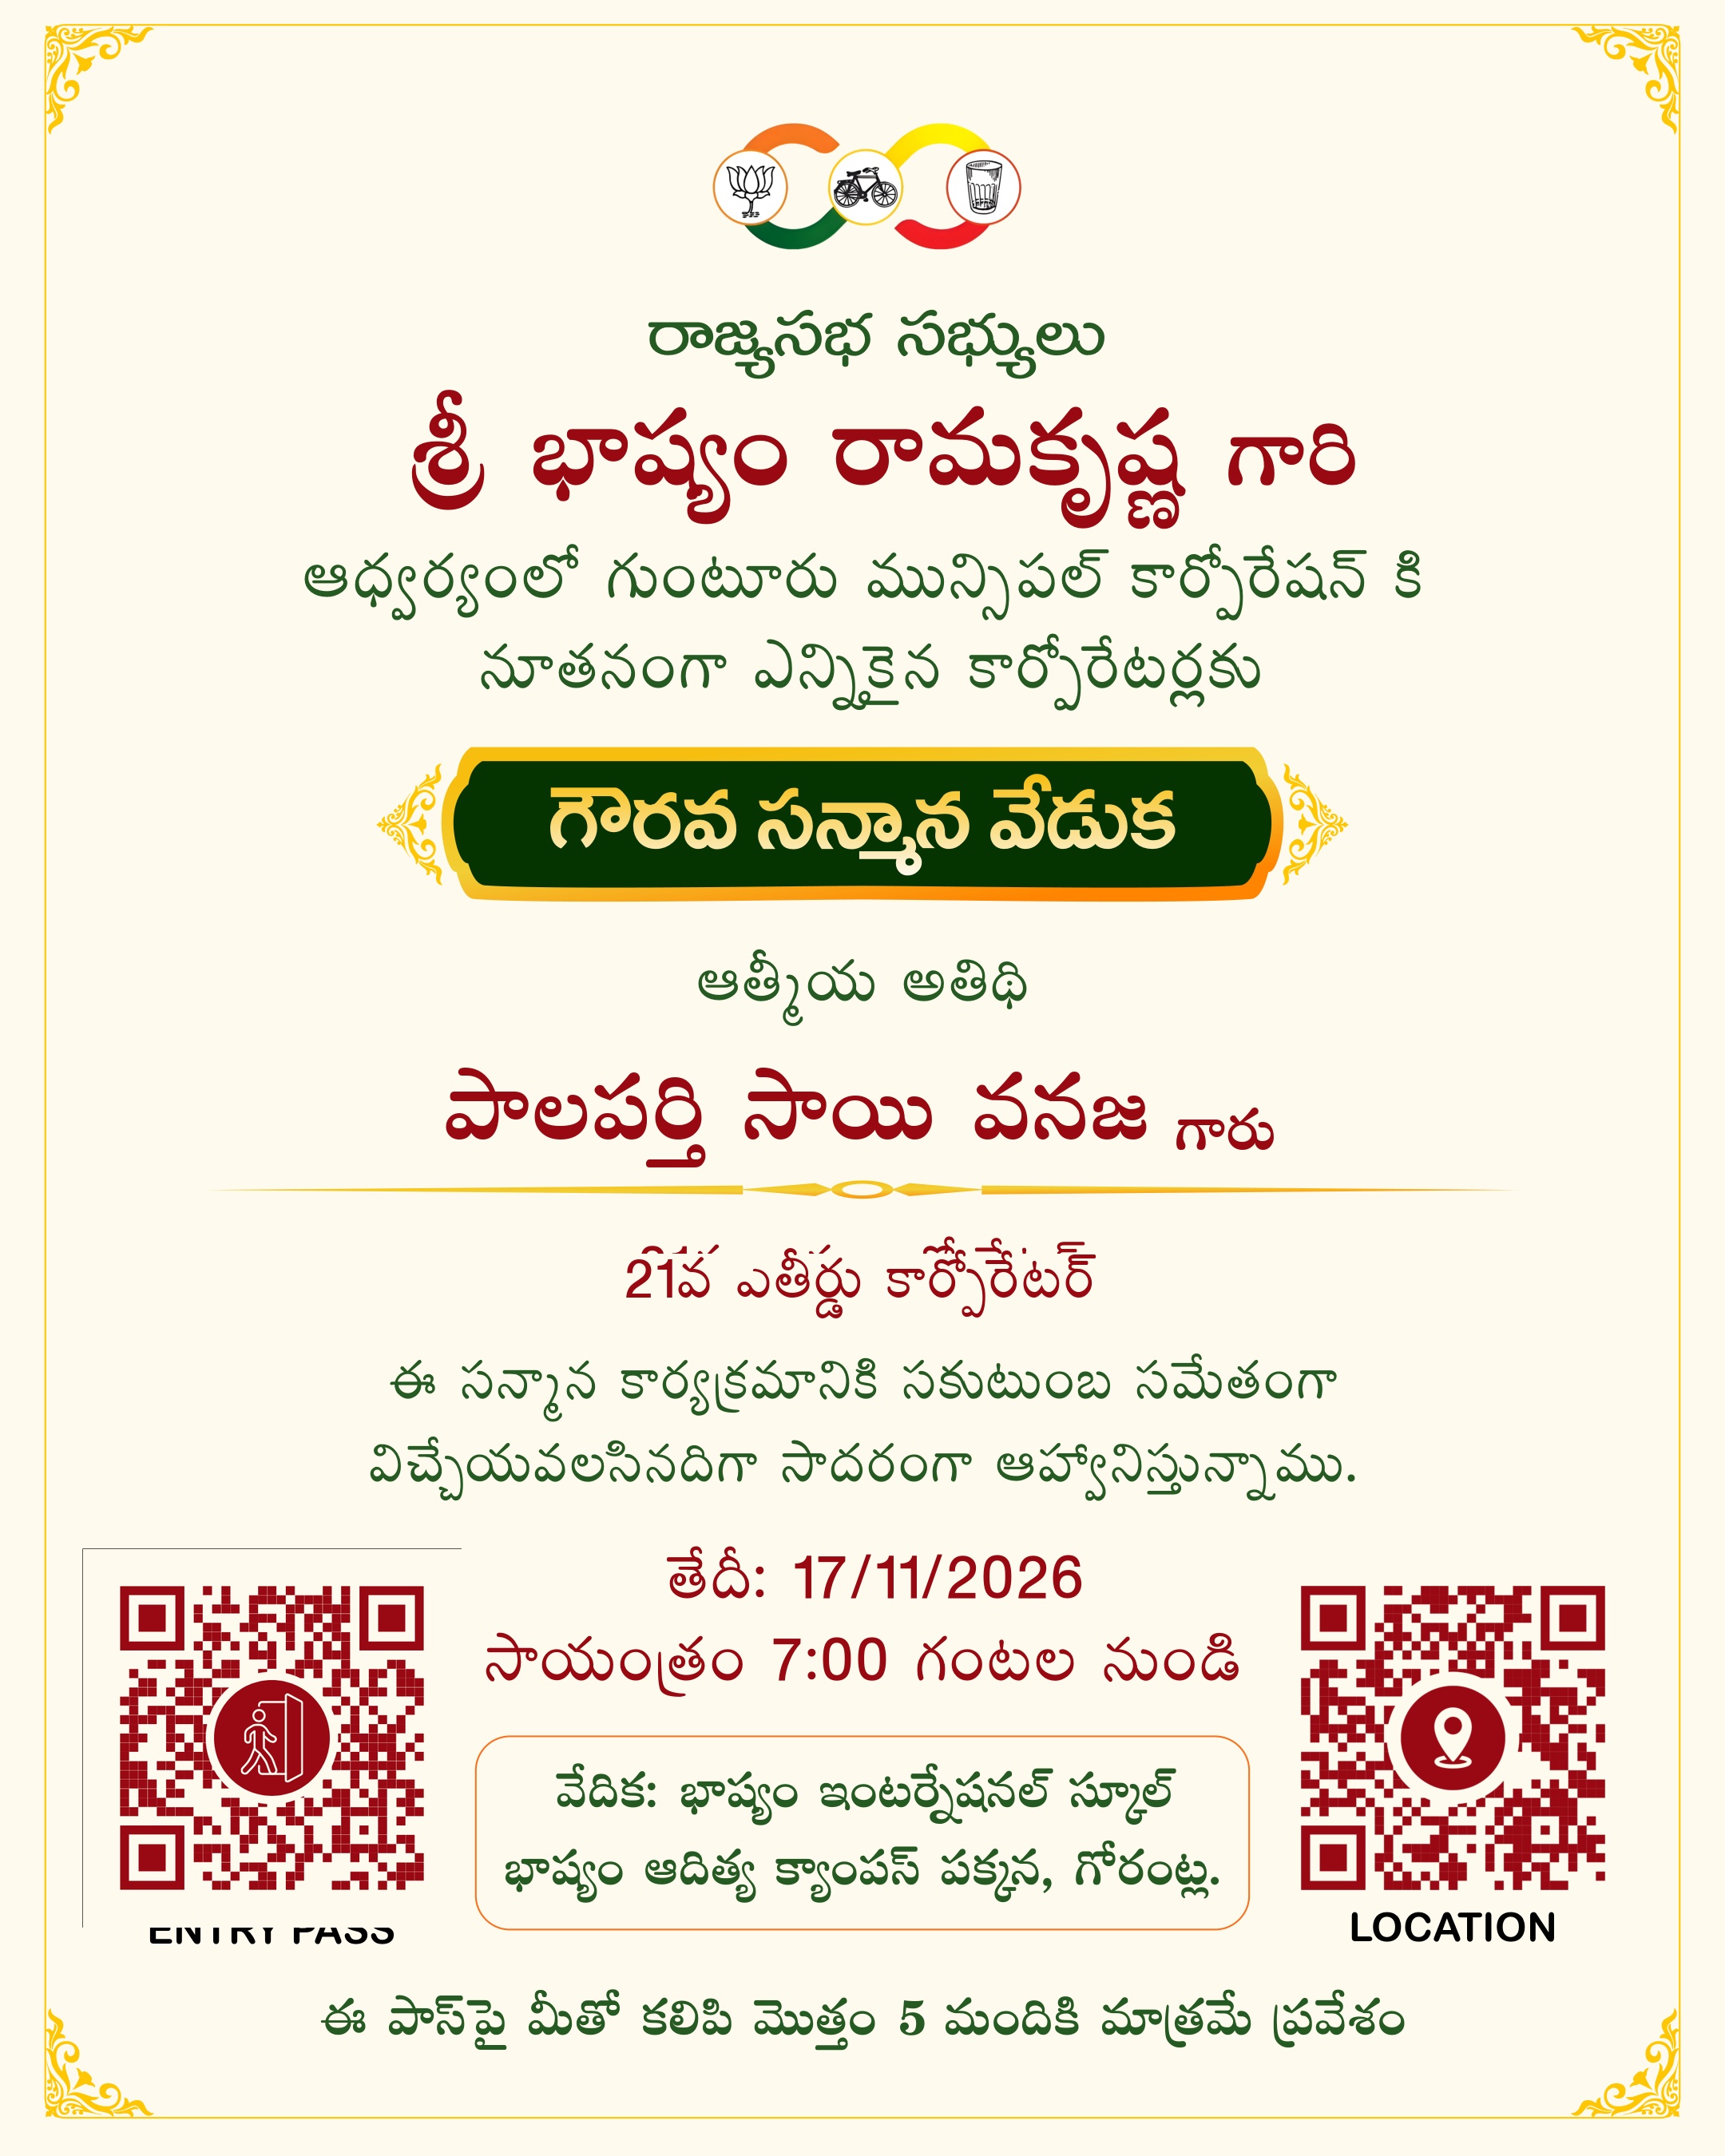 రాజ్యసభ సభ్యులు
శ్రీ భాష్యం రామకృష్ణ గారి
ఆధ్వర్యంలో గుంటూరు మున్సిపల్ కార్పోరేషన్ కి
నూతనంగా ఎన్నికైన కార్పోరేటర్లకు
గౌరవ సన్మాన వేడుక
ఆత్మీయ అతిథి
పాలపర్తి సాయి వనజ గారు
21వ ఎతీర్డు కార్పోరేటర్
ఈ సన్మాన కార్యక్రమానికి సకుటుంబ సమేతంగా
విచ్చేయవలసినదిగా సాదరంగా ఆహ్వానిస్తున్నాము.
తేదీ: 17/11/2026
సాయంత్రం 7:00 గంటల నుండి
వేదిక: భాష్యం ఇంటర్నేషనల్ స్కూల్
భాష్యం ఆదిత్య క్యాంపస్ పక్కన, గోరంట్ల.
ENTRY PASS
LOCATION
ఈ పాస్‌పై మీతో కలిపి మొత్తం 5 మందికి మాత్రమే ప్రవేశం